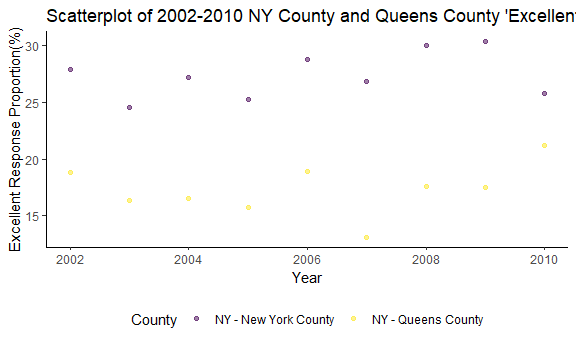 Scatterplot of 2002-2010 NY County and Queens County 'Excellent
Excellent Response Proportion(%)
30
25
20
15
2002 2004 2006 2008 2010
Year
County NY - New York County NY - Queens County